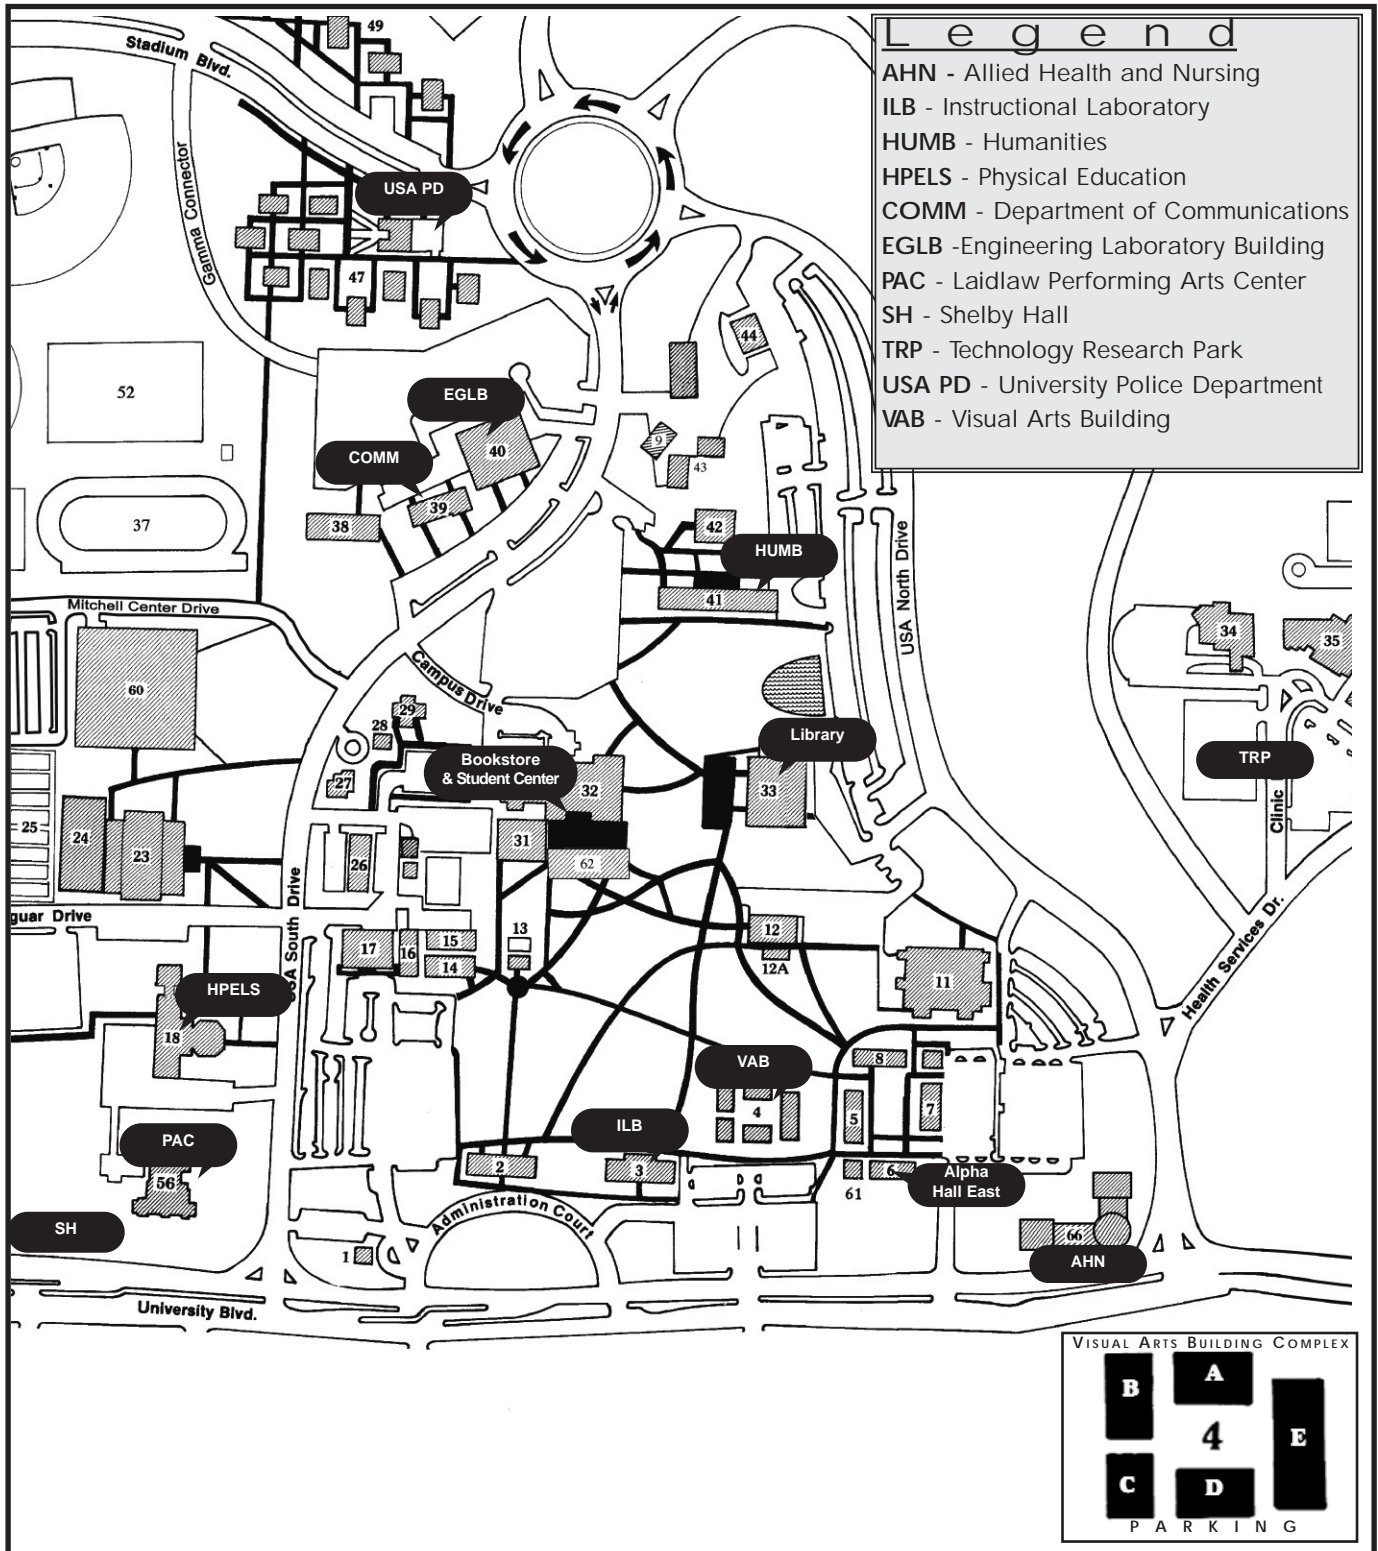 Legend
AHN - Allied Health and Nursing
ILB - Instructional Laboratory
HUMB - Humanities
HPELS - Physical Education
COMM - Department of Communications
EGLB -Engineering Laboratory Building
PAC - Laidlaw Performing Arts Center
SH - Shelby Hall
TRP - Technology Research Park
USA PD - University Police Department
VAB - Visual Arts Building
49
Stadium Blvd.
Gamma Connector
USA PD
47
44
52
EGLB
40
COMM
39
38
9
43
37
42
HUMB
41
USA North Drive
Mitchell Center Drive
34
35
60
Campus Drive
29
28
Library
Bookstore
& Student Center
TRP
27
32
33
25
24
23
26
31
62
Clinic
guar Drive
USA South Drive
17
16
15
14
13
12
12A
11
Health Services Dr.
HPELS
18
VAB
8
4
5
7
PAC
ILB
56
2
3
61
6
Alpha
Hall East
SH
Administration Court
1
66
AHN
University Blvd.
VISUAL ARTS BUILDING COMPLEX
B
A
4
E
C
D
PARKING